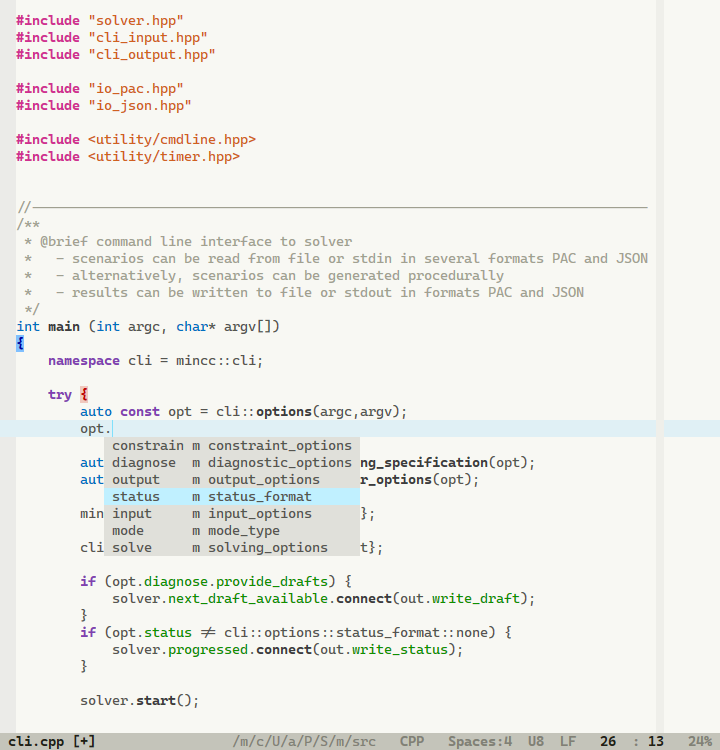 #include "solver.hpp"
#include "cli_input.hpp"
#include "cli_output.hpp"
#include "io_pac.hpp"
#include "io_json.hpp"
#include <utility/cmdline.hpp>
#include <utility/timer.hpp>
//
/**
* @brief command line interface to solver
*   - scenarios can be read from file or stdin in several formats PAC and JSON
*   - alternatively, scenarios can be generated procedurally
*   - results can be written to file or stdout in formats PAC and JSON
*/
int main (int argc, char* argv[])
{
namespace cli = mincc::cli;
try {
auto const opt = cli::options(argc,argv);
opt.
constrain m constraint_options
aut diagnose m diagnostic_options ng_specification(opt);
aut output m output_options r_options(opt);
status m status_format
min input m input_options };
mode m mode_type
cli solve m solving_options t};
if (opt.diagnose.provide_drafts) {
solver.next_draft_available.connect(out.write_draft);
}
if (opt.status ≠ cli::options::status_format::none) {
solver.progressed.connect(out.write_status);
}
solver.start();
cli.cpp [+] /m/c/U/a/P/S/m/src CPP Spaces:4 U8 LF 26 : 13 24%